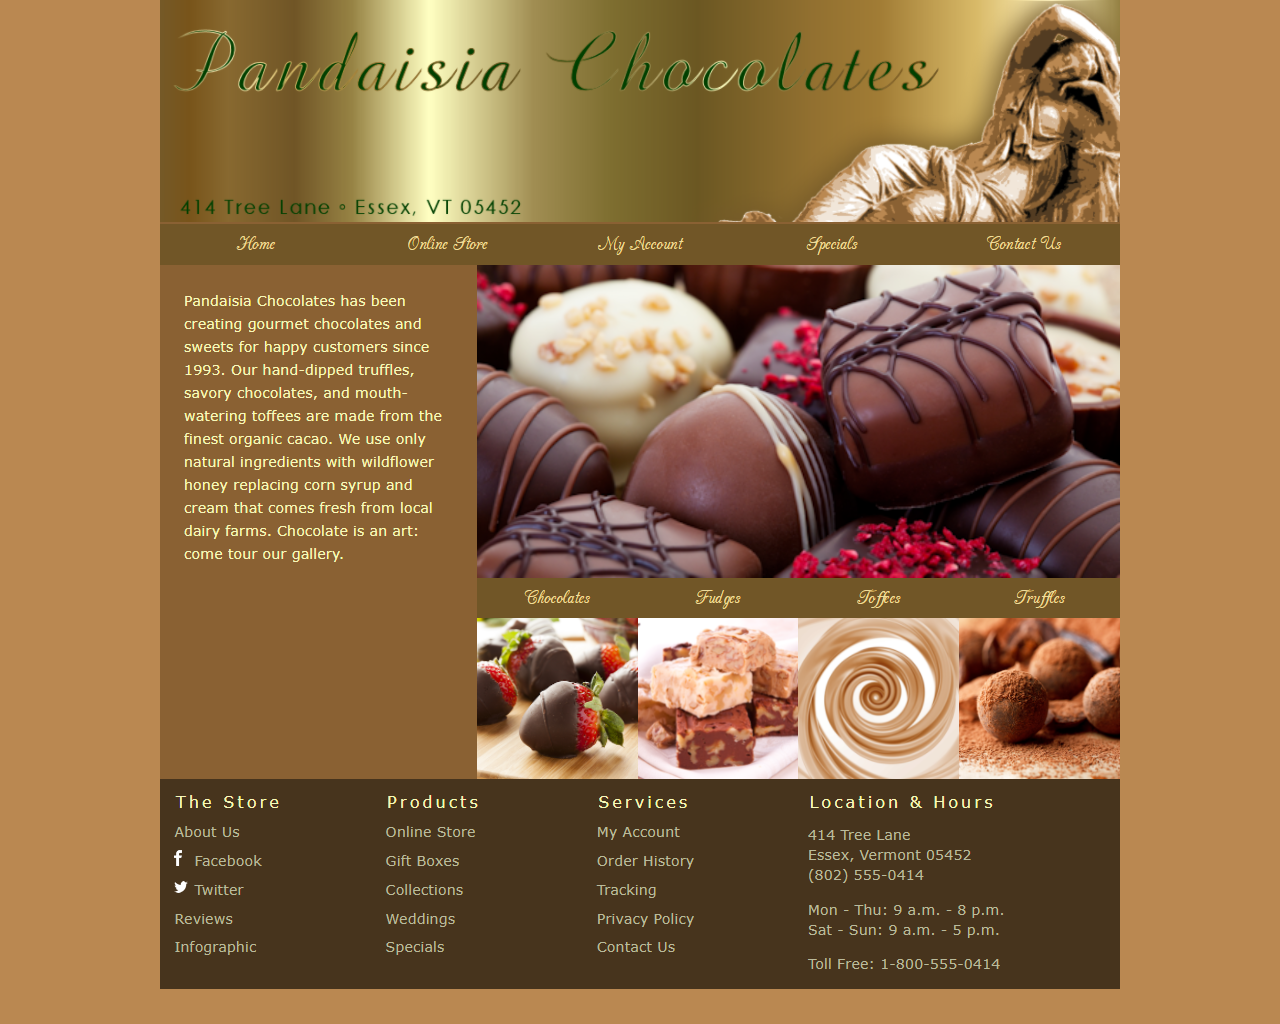 Pandaisia Chocolates
414 Tree Lane ◦ Essex, VT 05452
Home Online Store My Account Specials Contact Us
Pandaisia Chocolates has been
creating gourmet chocolates and
sweets for happy customers since
1993. Our hand-dipped truffles,
savory chocolates, and mouth-
watering toffees are made from the
finest organic cacao. We use only
natural ingredients with wildflower
honey replacing corn syrup and
cream that comes fresh from local
dairy farms. Chocolate is an art:
come tour our gallery.
Chocolates Fudges Toffees Truffles
The Store
About Us
Facebook
Twitter
Reviews
Infographic
Products
Online Store
Gift Boxes
Collections
Weddings
Specials
Services
My Account
Order History
Tracking
Privacy Policy
Contact Us
Location & Hours
414 Tree Lane
Essex, Vermont 05452
(802) 555-0414
Mon - Thu: 9 a.m. - 8 p.m.
Sat - Sun: 9 a.m. - 5 p.m.
Toll Free: 1-800-555-0414